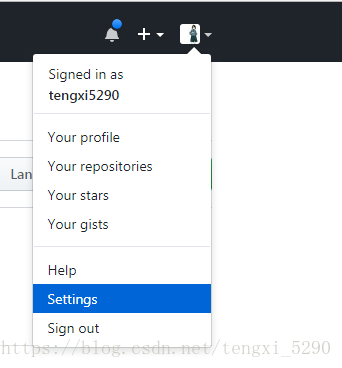 Signed in as
tengxi5290
Your profile
Lan
Your repositories
Your stars
Your gists
Help
Settings
Sign out
https://blog.csdn.net/tengxi_5290